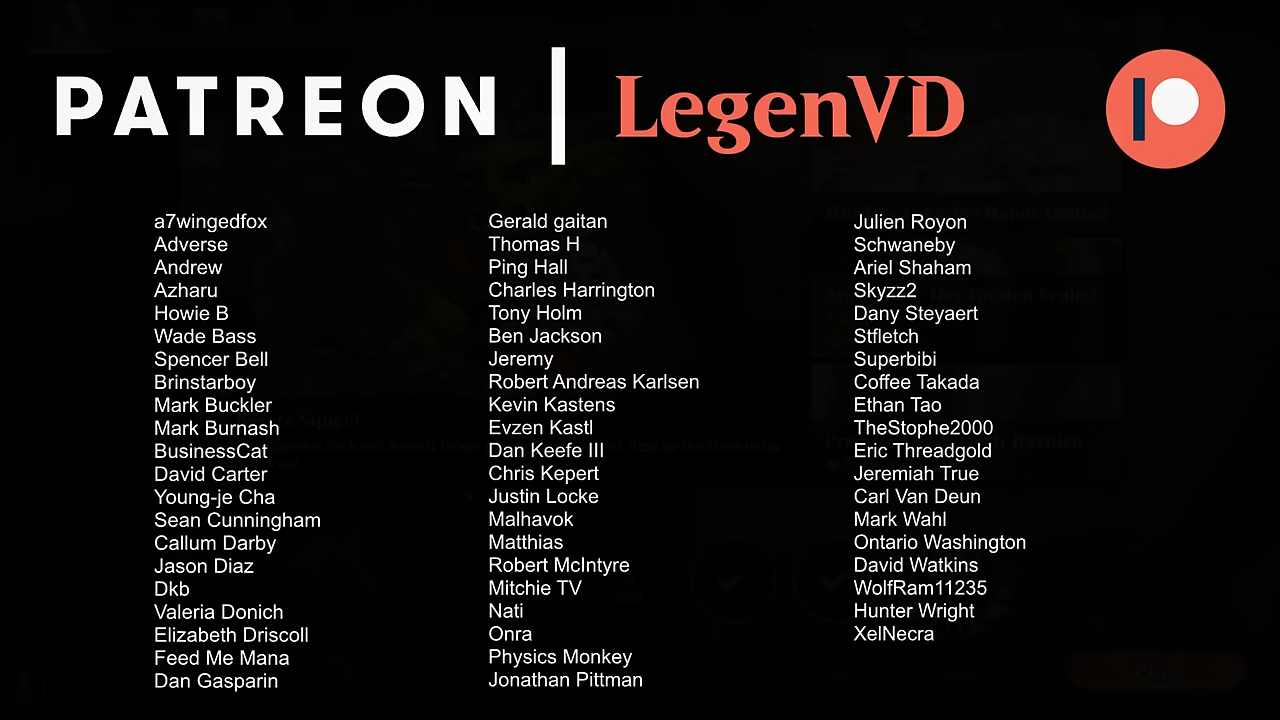 PATREON | LegenVD
a7wingedfox
Adverse
Andrew
Azharu
Howie B
Wade Bass
Spencer Bell
Brinstarboy
Mark Buckler
Mark Burnash
BusinessCat
David Carter
Young-je Cha
Sean Cunningham
Callum Darby
Jason Diaz
Dkb
Valeria Donich
Elizabeth Driscoll
Feed Me Mana
Dan Gasparin
Gerald gaitan
Thomas H
Ping Hall
Charles Harrington
Tony Holm
Ben Jackson
Jeremy
Robert Andreas Karlsen
Kevin Kastens
Evzen Kastl
Dan Keefe III
Chris Kepert
Justin Locke
Malhavok
Matthias
Robert McIntyre
Mitchie TV
Nati
Onra
Physics Monkey
Jonathan Pittman
Julien Royon
Schwaneby
Ariel Shaham
Skyzz2
Dany Steyaert
Stfletch
Superbibi
Coffee Takada
Ethan Tao
TheStophe2000
Eric Threadgold
Jeremiah True
Carl Van Deun
Mark Wahl
Ontario Washington
David Watkins
WolfRam11235
Hunter Wright
XelNecra